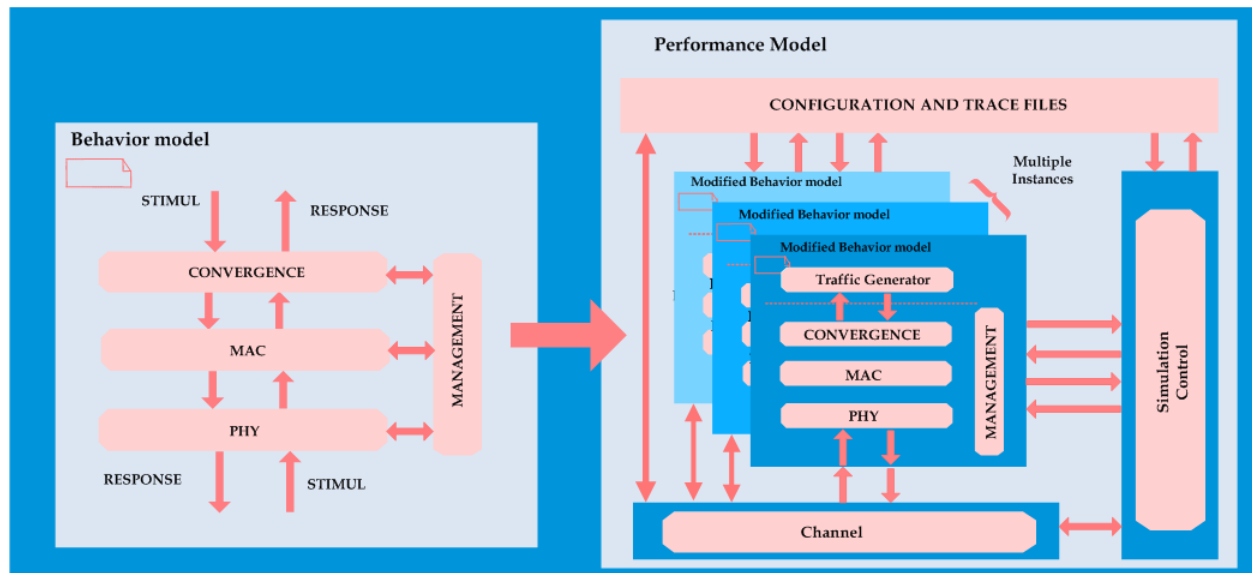 Performance Model
CONFIGURATION AND TRACE FILES
Behavior model
STIMUL
RESPONSE
CONVERGENCE
MAC
PHY
MANAGEMENT
RESPONSE
STIMUL
Multiple
Instances
Modified Behavior model
Modified Behavior model
Modified Behavior model
Traffic Generator
CONVERGENCE
MAC
PHY
MANAGEMENT
Simulation
Control
Channel